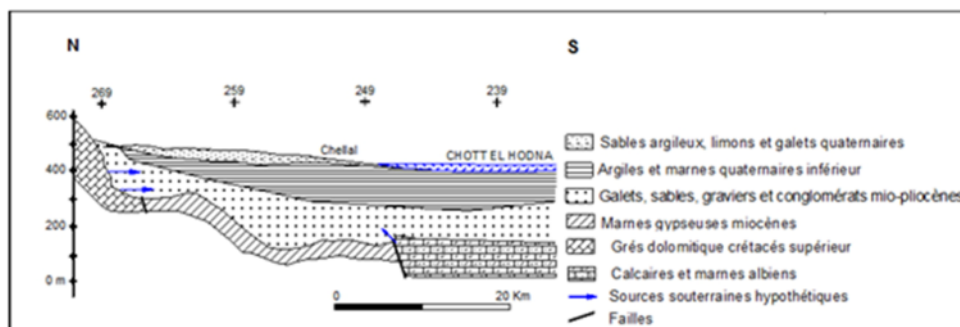 N S
269 259 249 239
600
Chellal CHOTT EL HODNA
400
200
0 m
0 20 Km
Sables argileux, limons et galets quaternaires
Argiles et marnes quaternaires inférieur
Galets, sables, graviers et conglomérats mio-pliocènes
Marnes gypseuses miocènes
Grés dolomitique crétacés supérieur
Calcaires et marnes albiens
Sources souterraines hypothétiques
Failles